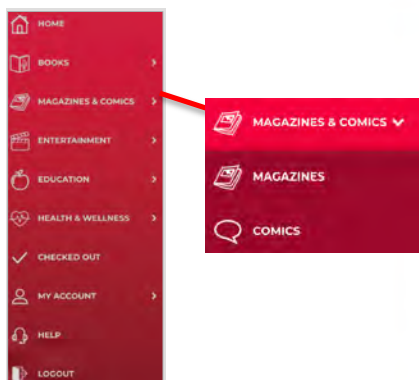 HOME
BOOKS
MAGAZINES & COMICS
ENTERTAINMENT
EDUCATION
HEALTH & WELLNESS
CHECKED OUT
MY ACCOUNT
HELP
LOGOUT
MAGAZINES & COMICS
MAGAZINES
COMICS